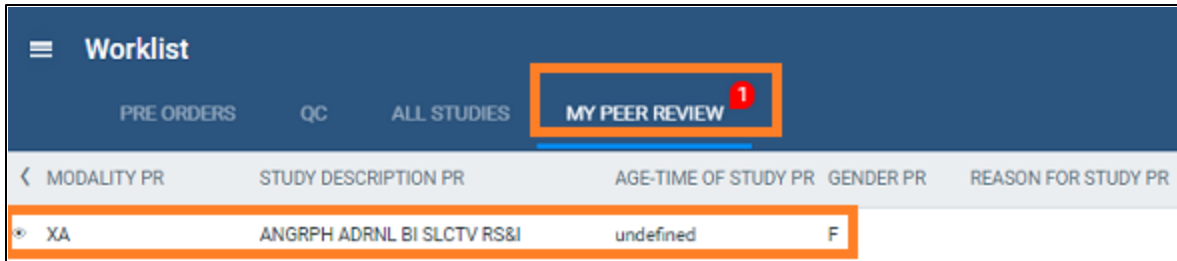 Worklist
PRE ORDERS QC ALL STUDIES MY PEER REVIEW 1
MODALITY PR STUDY DESCRIPTION PR AGE-TIME OF STUDY PR GENDER PR REASON FOR STUDY PR
XA ANGRPH ADRNL BI SLCTV RS&I undefined F